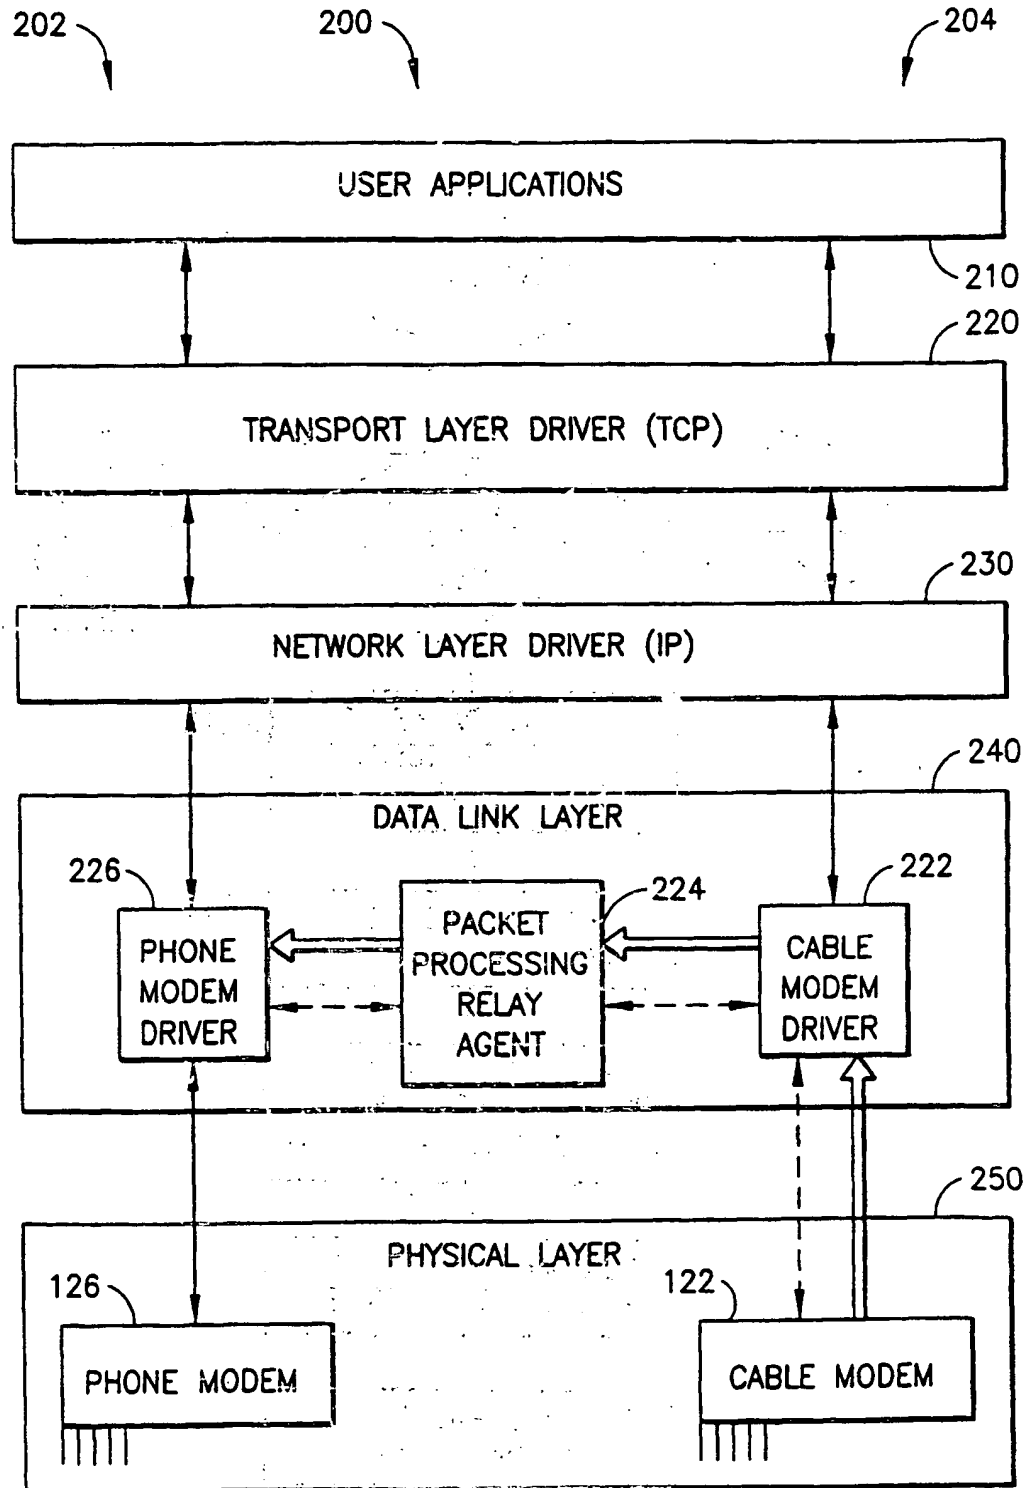 202
200
204
USER APPLICATIONS
210
220
TRANSPORT LAYER DRIVER (TCP)
230
NETWORK LAYER DRIVER (IP)
240
DATA LINK LAYER
226
224
222
PHONE
MODEM
DRIVER
PACKET
PROCESSING
RELAY
AGENT
CABLE
MODEM
DRIVER
250
PHYSICAL LAYER
126
122
PHONE MODEM
CABLE MODEM